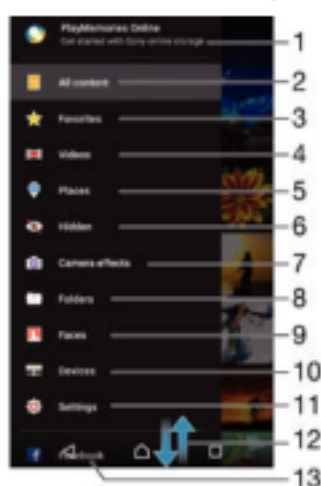 PlayMemories Online
Get started with Sony online storage
1
All content
2
Favorites
3
Videos
4
Places
5
Hidden
6
Camera effects
7
Folders
8
Faces
9
Devices
10
Settings
11
12
Facebook
13